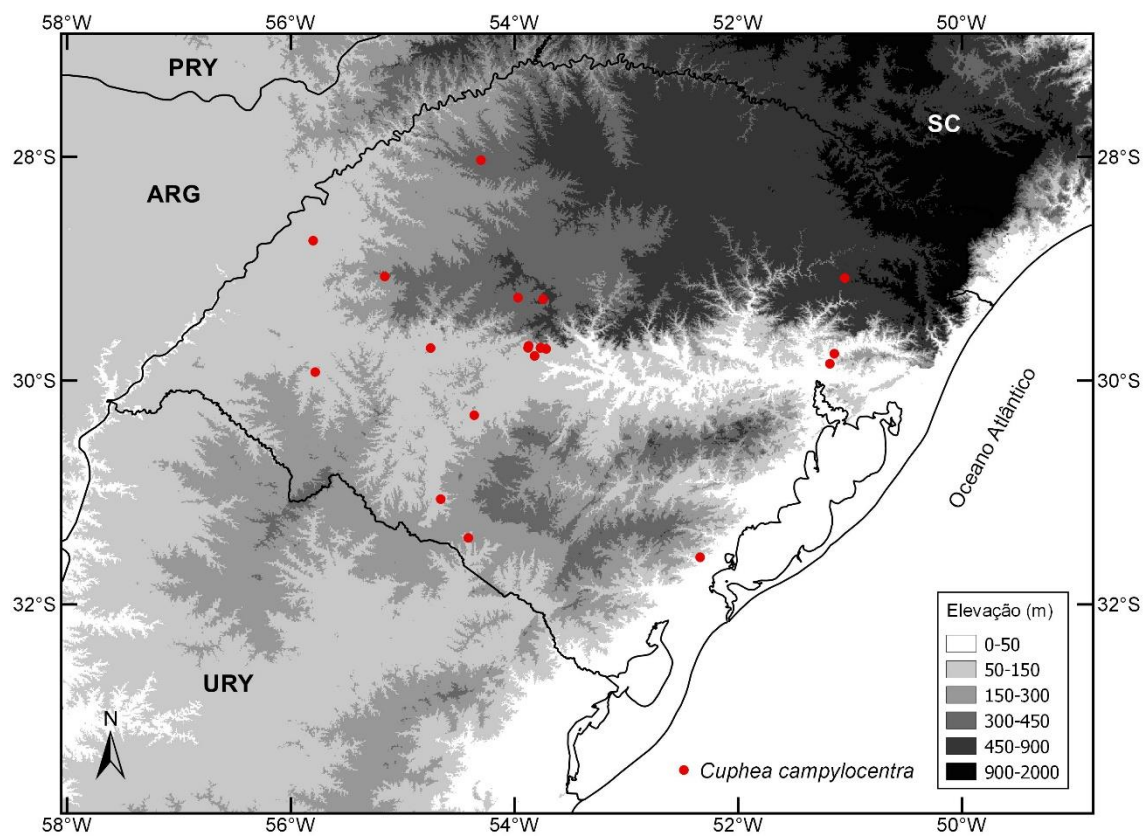 58°W 56°W 54°W 52°W 50°W
PRY
SC
28°S 28°S
ARG
30°S 30°S
Oceano Atlântico
32°S 32°S
URY
N
Elevação (m)
0-50
50-150
150-300
300-450
450-900
900-2000
Cuphea campylocentra
58°W 56°W 54°W 52°W 50°W